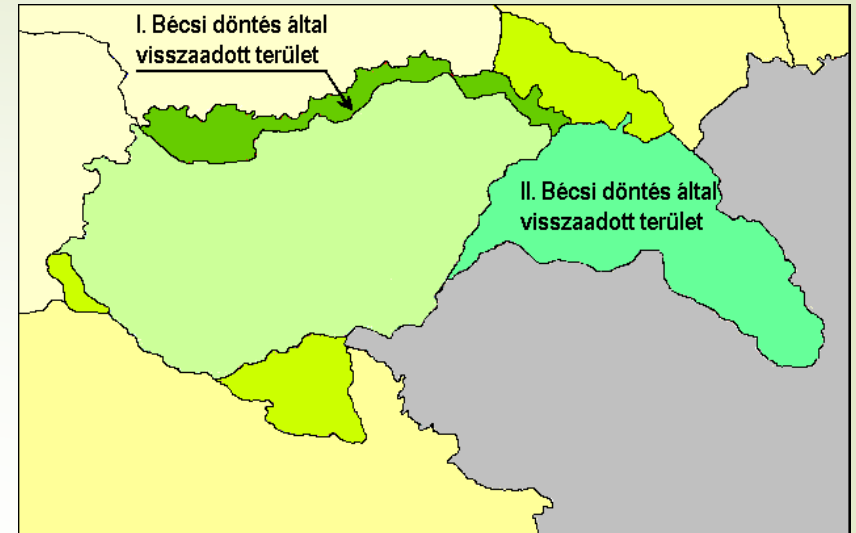 I. Bécsi döntés által
visszaadott terület
II. Bécsi döntés által
visszaadott terület